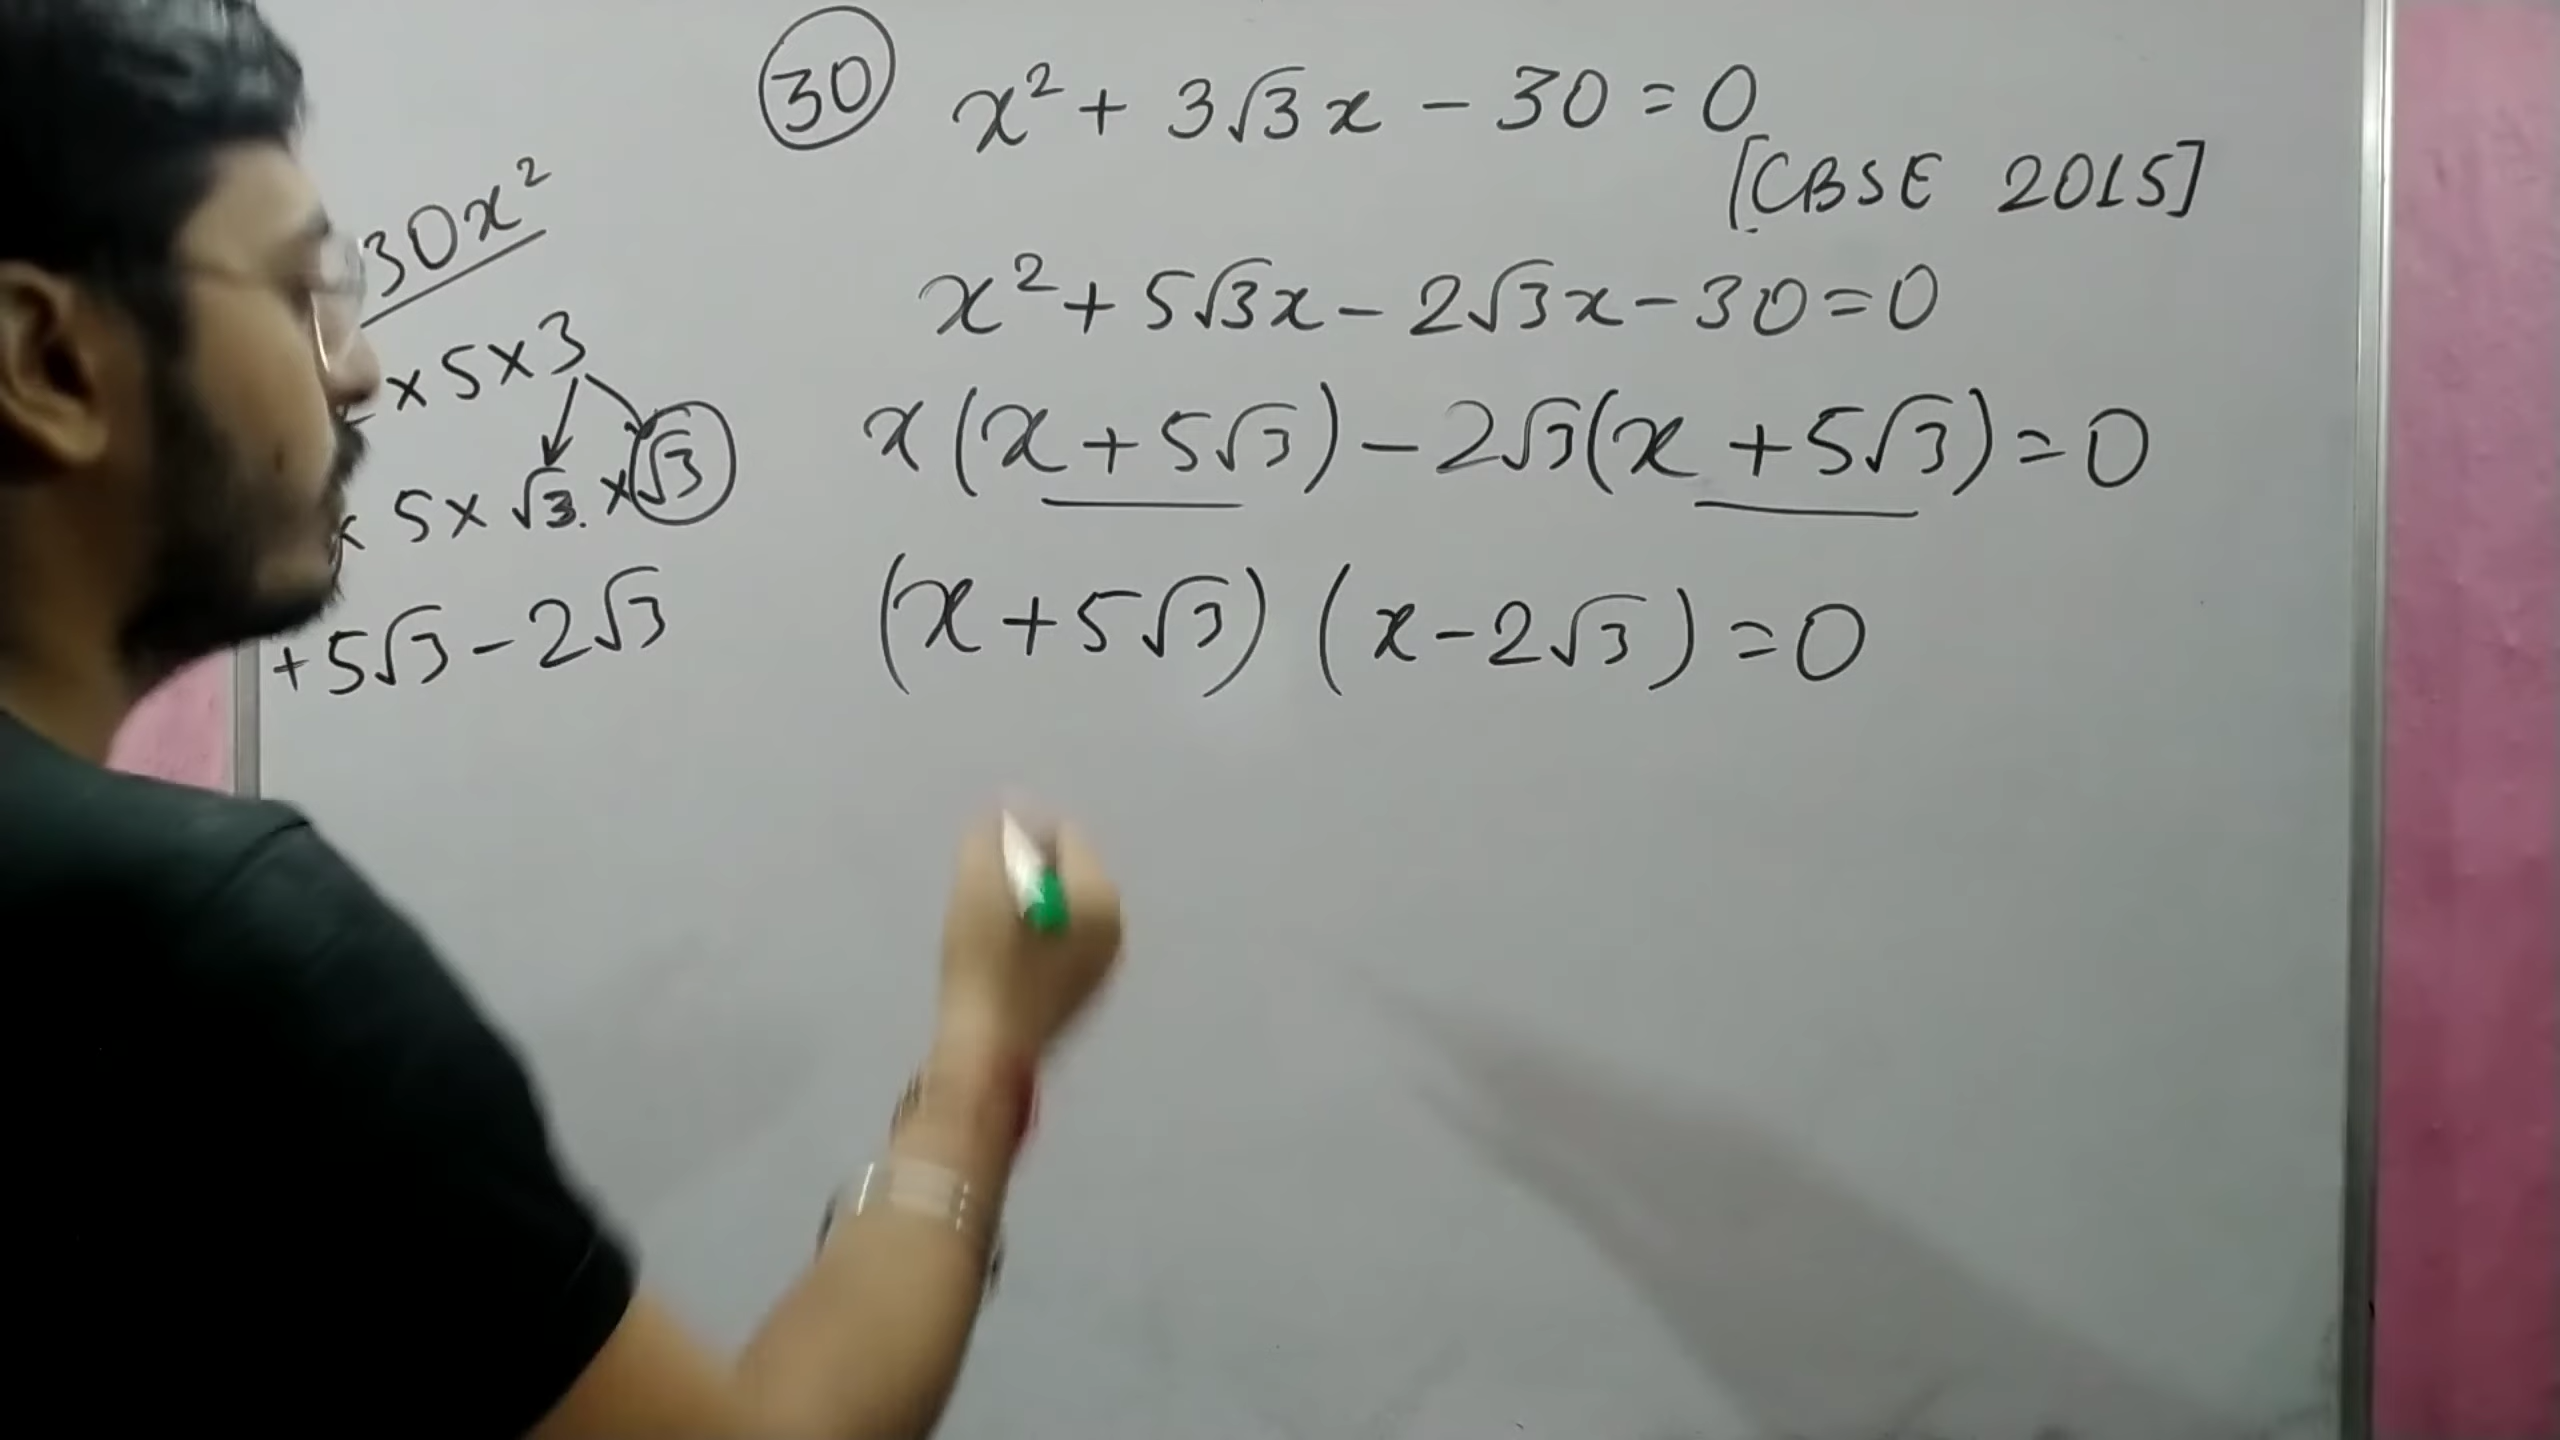 30 x² + 3√3x - 30 = 0
[CBSE 2015]
30x²
x² + 5√3x - 2√3x - 30 = 0
× 5 × 3
x(x + 5√3) - 2√3(x + 5√3) = 0
× 5 × √3. × √3
+5√3 - 2√3
(x + 5√3) (x - 2√3) = 0